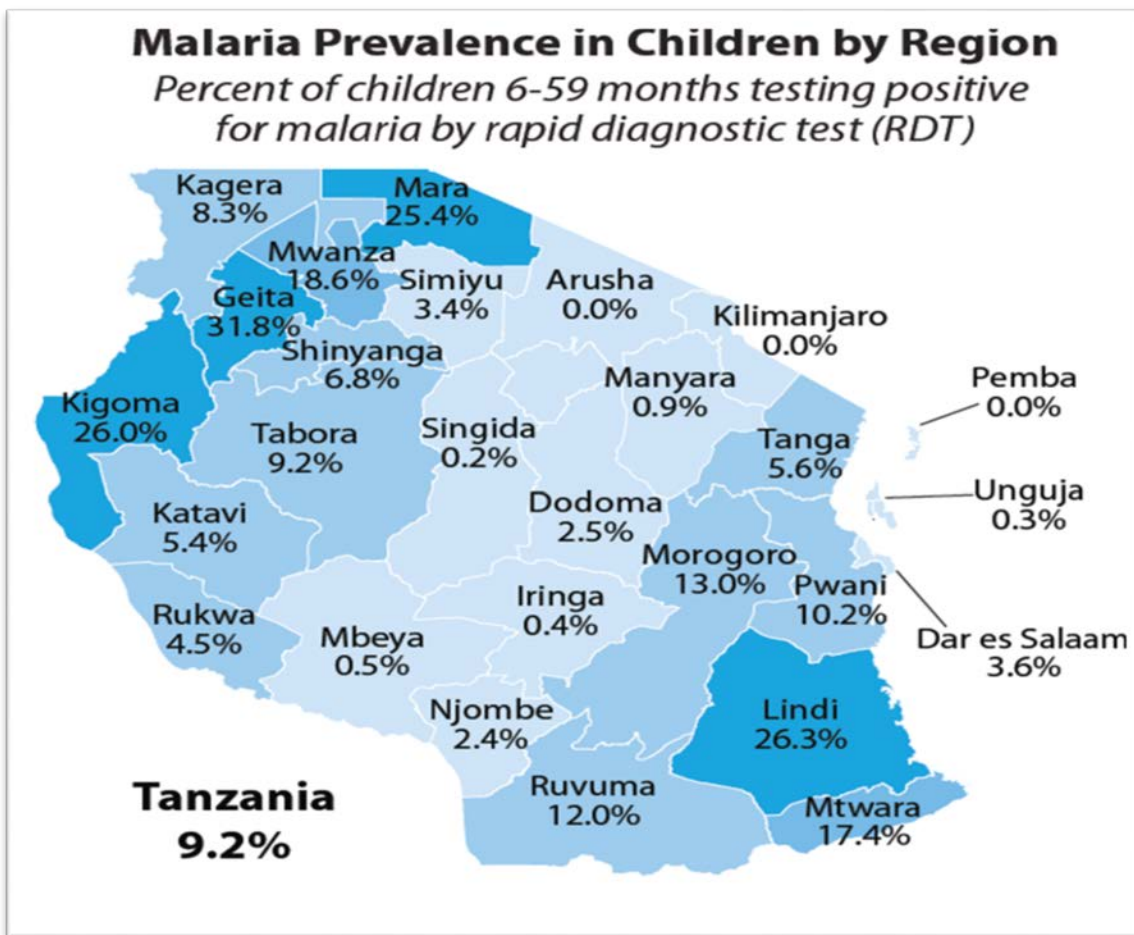 Malaria Prevalence in Children by Region
Percent of children 6-59 months testing positive
for malaria by rapid diagnostic test (RDT)
Kagera
8.3%
Mara
25.4%
Mwanza
18.6%
Geita
31.8%
Simiyu
3.4%
Arusha
0.0%
Kilimanjaro
0.0%
Shinyanga
6.8%
Kigoma
26.0%
Tabora
9.2%
Singida
0.2%
Manyara
0.9%
Pemba
0.0%
Tanga
5.6%
Unguja
0.3%
Katavi
5.4%
Dodoma
2.5%
Morogoro
13.0%
Pwani
10.2%
Rukwa
4.5%
Mbeya
0.5%
Iringa
0.4%
Dar es Salaam
3.6%
Njombe
2.4%
Lindi
26.3%
Ruvuma
12.0%
Mtwara
17.4%
Tanzania
9.2%